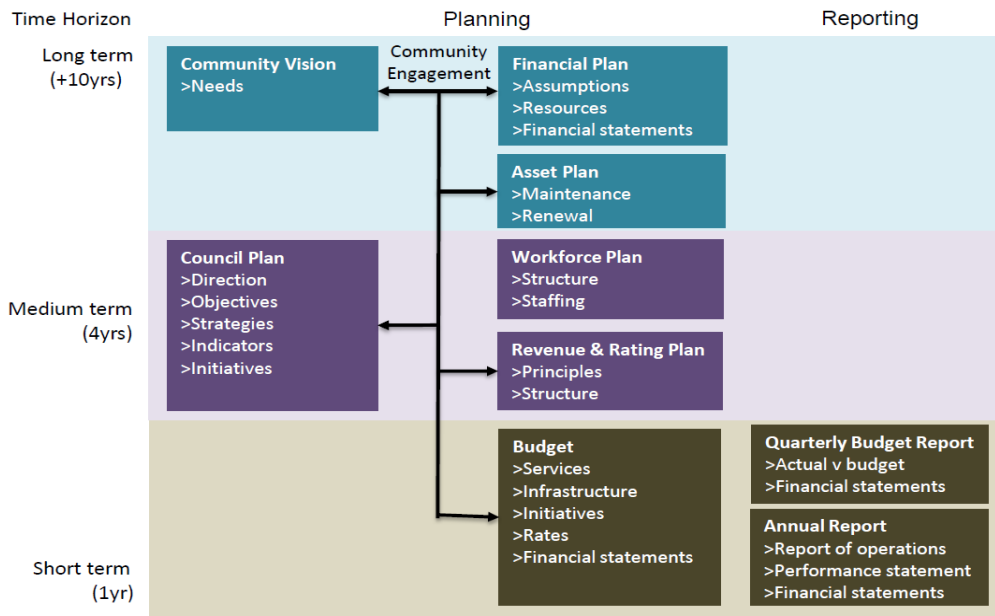 Time Horizon
Planning
Reporting
Long term
(+10yrs)
Community Vision
>Needs
Community
Engagement
Financial Plan
>Assumptions
>Resources
>Financial statements
Asset Plan
>Maintenance
>Renewal
Medium term
(4yrs)
Council Plan
>Direction
>Objectives
>Strategies
>Indicators
>Initiatives
Workforce Plan
>Structure
>Staffing
Revenue & Rating Plan
>Principles
>Structure
Short term
(1yr)
Budget
>Services
>Infrastructure
>Initiatives
>Rates
>Financial statements
Quarterly Budget Report
>Actual v budget
>Financial statements
Annual Report
>Report of operations
>Performance statement
>Financial statements